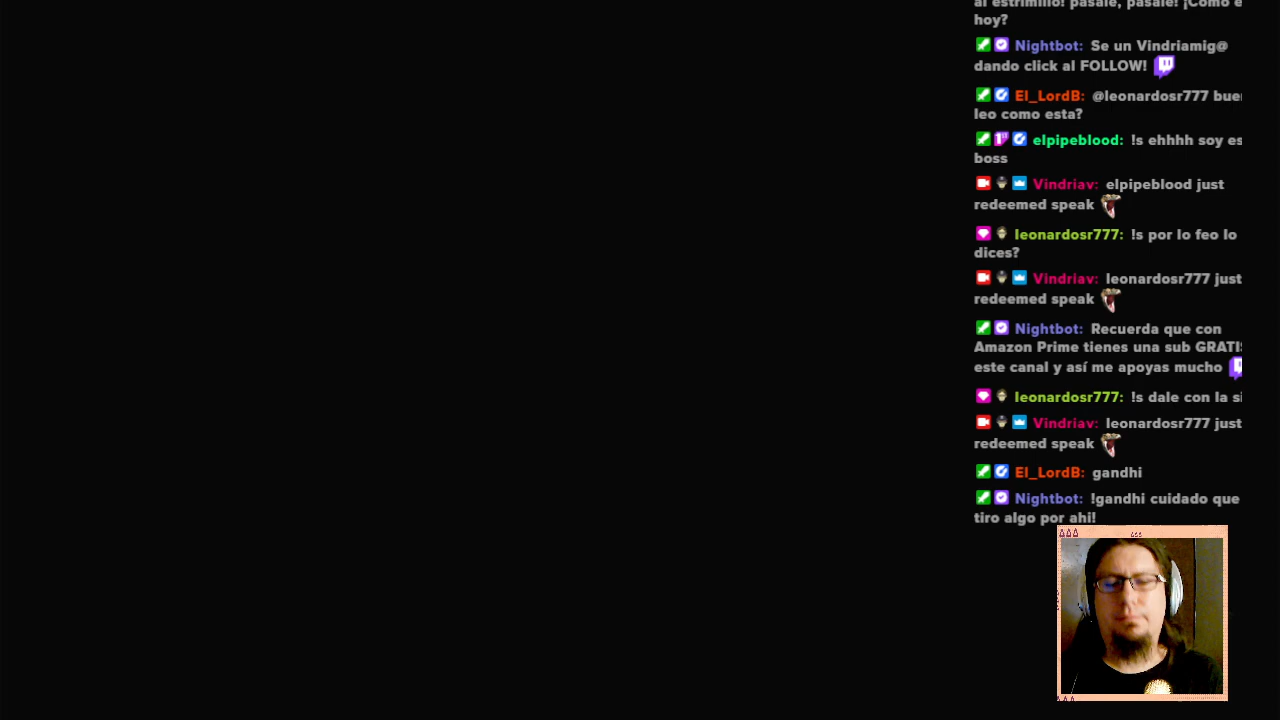 al estrimillo! pasale, pasale! ¡Como e
hoy?
Nightbot: Se un Vindriamig@
dando click al FOLLOW!
El_LordB: @leonardosr777 bue
leo como esta?
elpipeblood: !s ehhhh soy es
boss
Vindriav: elpipeblood just
redeemed speak
leonardosr777: !s por lo feo lo
dices?
Vindriav: leonardosr777 just
redeemed speak
Nightbot: Recuerda que con
Amazon Prime tienes una sub GRATI
este canal y así me apoyas mucho
leonardosr777: !s dale con la si
Vindriav: leonardosr777 just
redeemed speak
El_LordB: gandhi
Nightbot: !gandhi cuidado que
tiro algo por ahi!